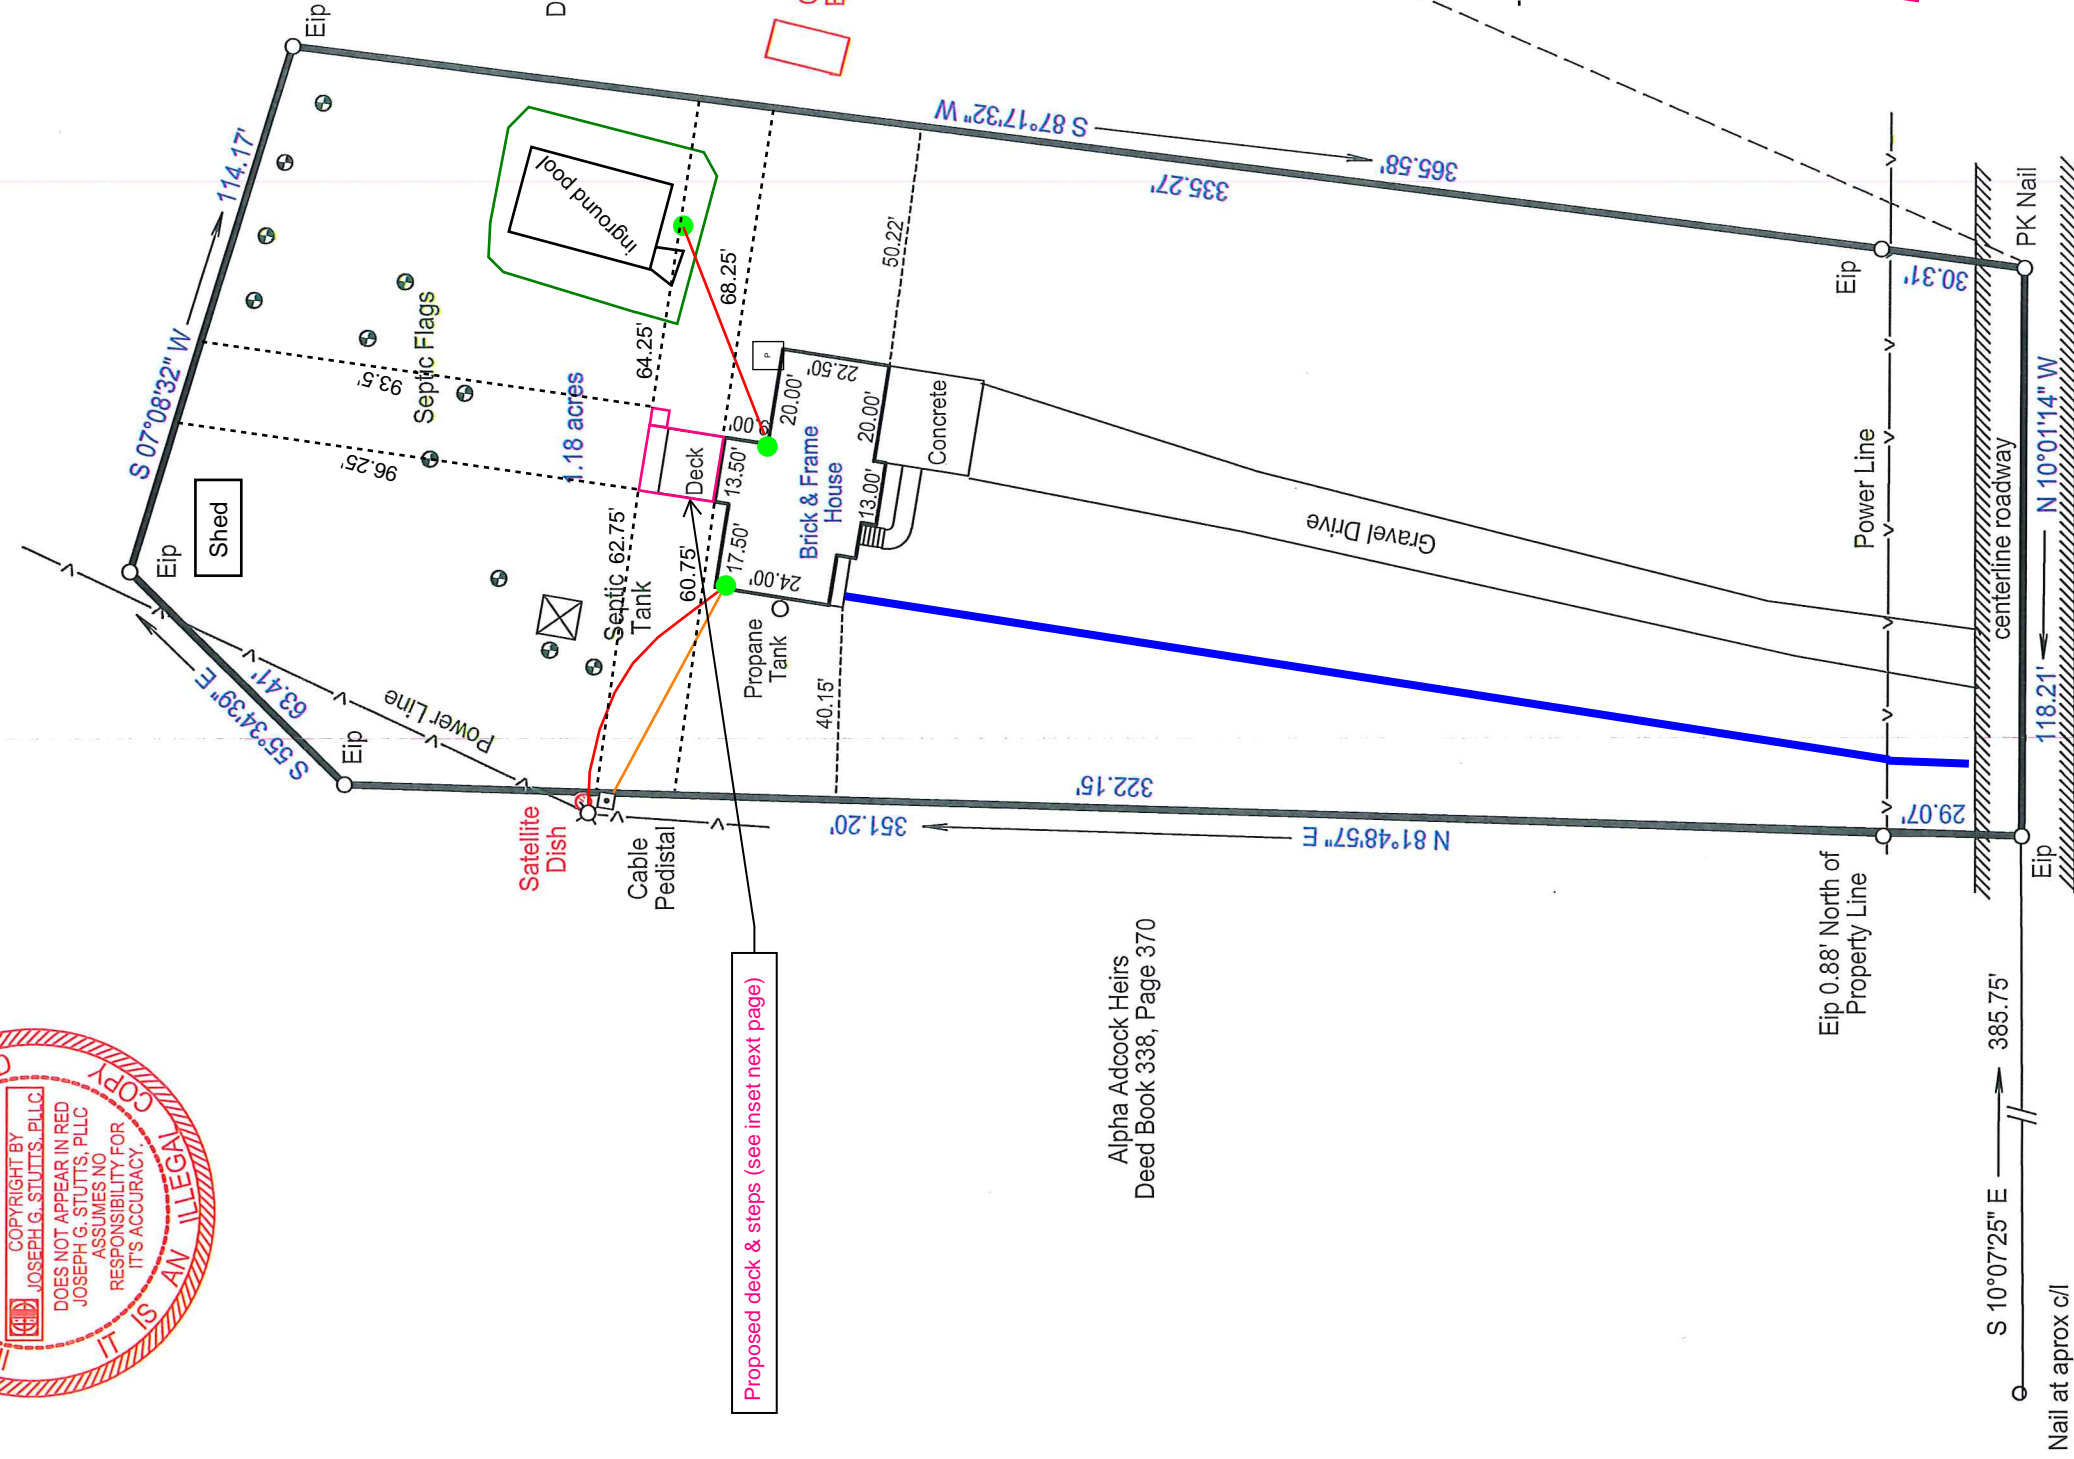 Eip
D
114.17'
S 07°08'32" W
Eip
Shed
S 55°34'39" E
63.41'
Power Line
Eip
93.5'
96.25'
Septic Flags
1.18 acres
inground pool
64.25'
68.25'
S 87°17'32" W
365.58'
335.27'
50.22'
P
22.50'
20.00'
9.00'
13.50'
Deck
17.50'
24.00'
20.00'
13.00'
Brick & Frame
House
Concrete
Septic
Tank
62.75'
60.75'
Propane
Tank
40.15'
Satellite
Dish
Cable
Pedistal
351.20'
322.15'
N 81°48'57" E
Gravel Drive
Power Line
Eip
30.31'
PK Nail
centerline roadway
N 10°01'14" W
118.21'
29.07'
Eip
Eip 0.88' North of
Property Line
Proposed deck & steps (see inset next page)
Alpha Adcock Heirs
Deed Book 338, Page 370
S 10°07'25" E
385.75'
Nail at aprox c/l
COPYRIGHT BY
JOSEPH G. STUTTS, PLLC
DOES NOT APPEAR IN RED
JOSEPH G. STUTTS, PLLC
ASSUMES NO
RESPONSIBILITY FOR
IT'S ACCURACY.
IT IS AN ILLEGAL COPY